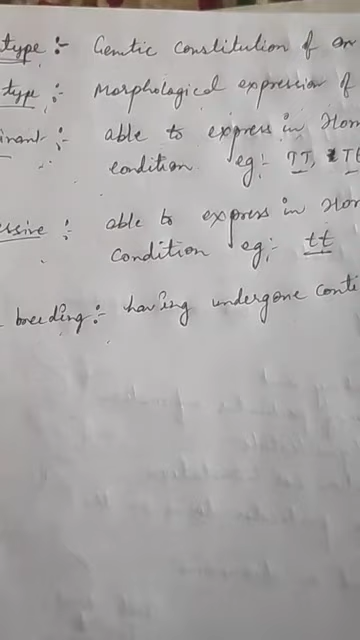 type :- Genetic constitution of an
type :- Morphological expression of
inant :- able to express in Hom
condition eg:- TT, Tt
essive :- able to express in Hom
Condition eg:- tt
breeding :- having undergone conti